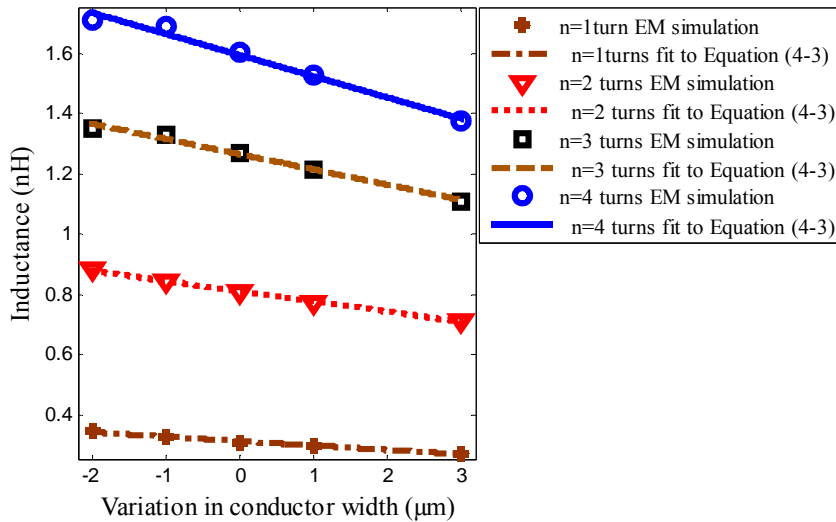 1.6
1.4
1.2
1
0.8
0.6
0.4
-2
-1
0
1
3
Inductance (nH)
Variation in conductor width (μm)
n=1turn EM simulation
n=1turns fit to Equation (4-3)
n=2 turns EM simulation
n=2 turns fit to Equation (4-3)
n=3 turns EM simulation
n=3 turns fit to Equation (4-3)
n=4 turns EM simulation
n=4 turns fit to Equation (4-3)